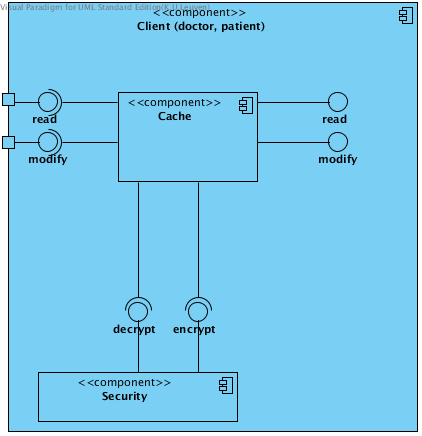 Visual Paradigm for UML Standard Edition(K.U.Leuven)
<<component>>
Client (doctor, patient)
<<component>>
Cache
read
read
modify
modify
decrypt
encrypt
<<component>>
Security